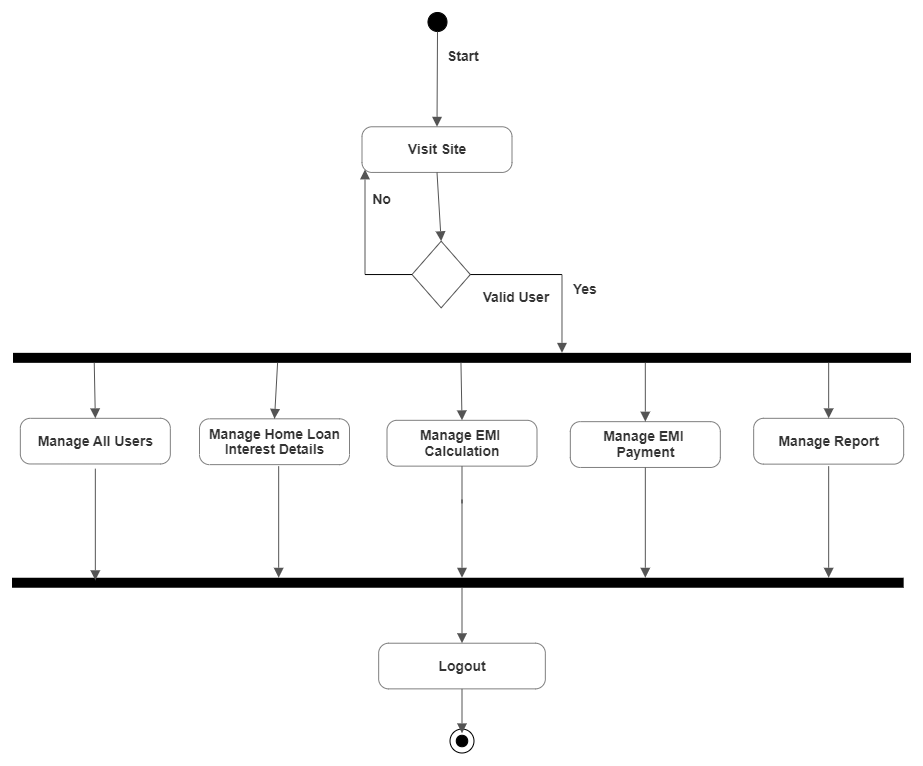 Start
Visit Site
No
Valid User
Yes
Manage All Users
Manage Home Loan
Interest Details
Manage EMI
Calculation
Manage EMI
Payment
Manage Report
Logout